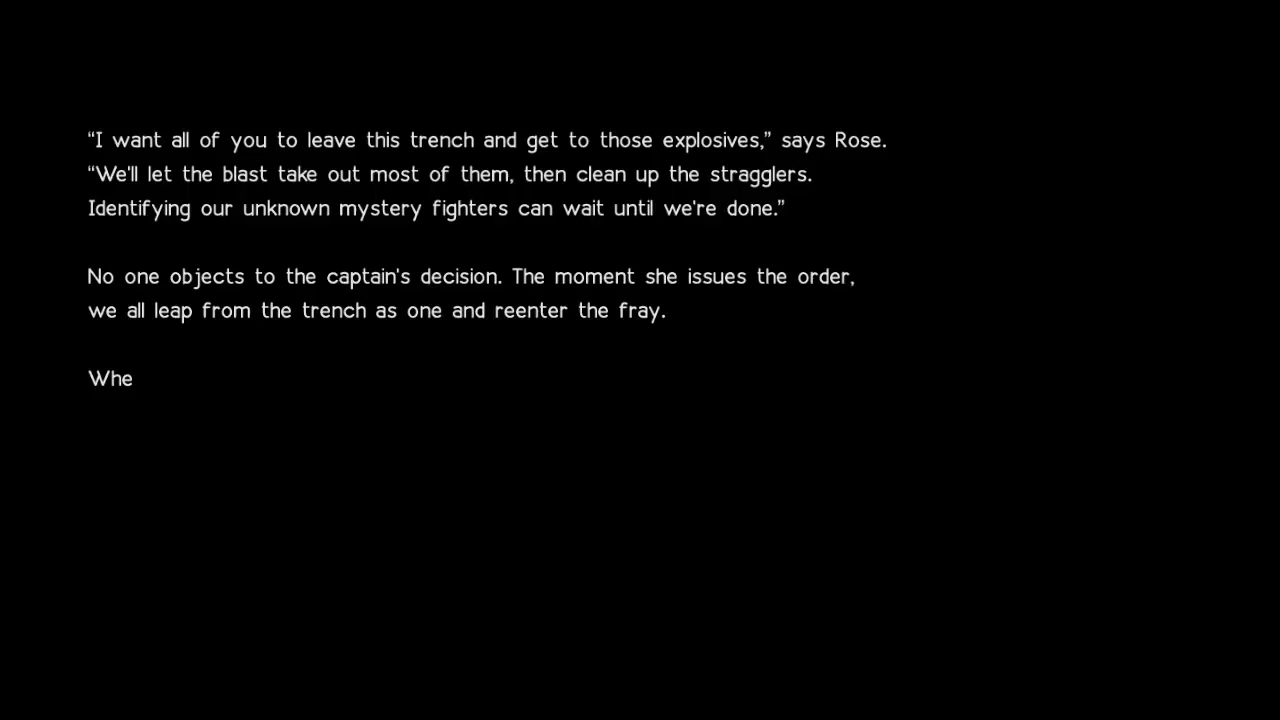 “I want all of you to leave this trench and get to those explosives,” says Rose.
“We'll let the blast take out most of them, then clean up the stragglers.
Identifying our unknown mystery fighters can wait until we're done.”
No one objects to the captain's decision. The moment she issues the order,
we all leap from the trench as one and reenter the fray.
Whe